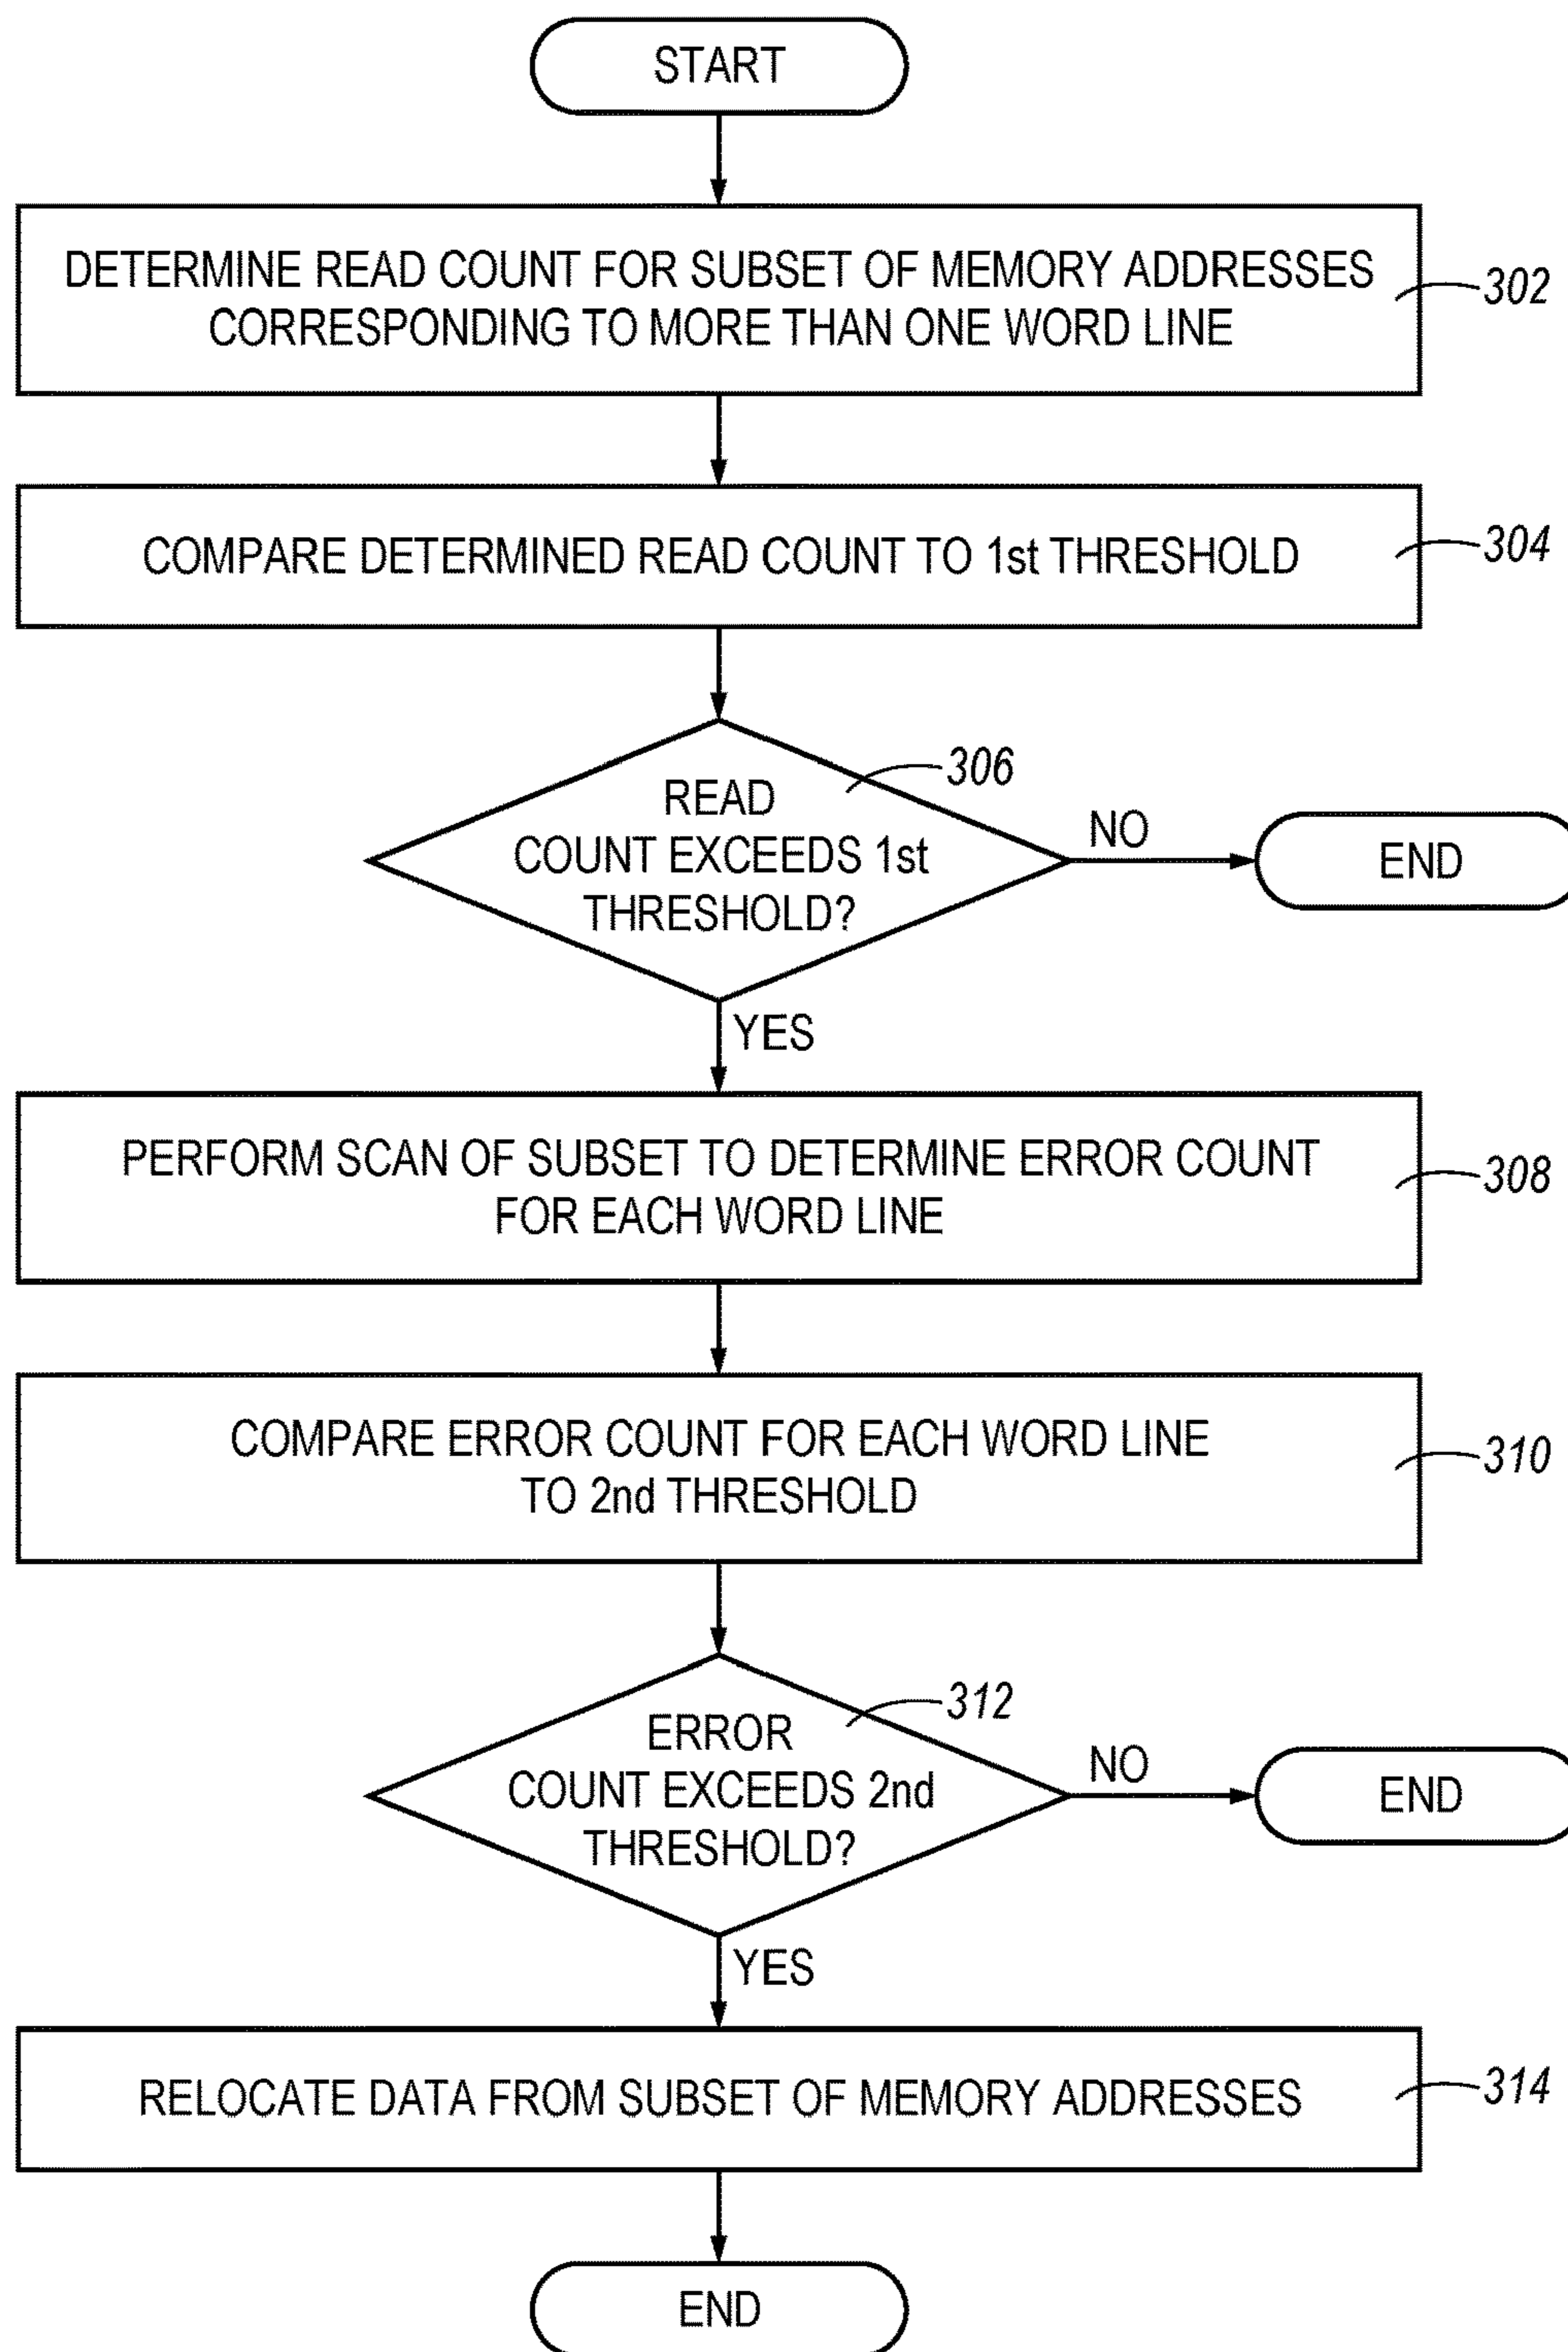 START
DETERMINE READ COUNT FOR SUBSET OF MEMORY ADDRESSES
CORRESPONDING TO MORE THAN ONE WORD LINE
302
COMPARE DETERMINED READ COUNT TO 1st THRESHOLD
304
306
READ
COUNT EXCEEDS 1st
THRESHOLD?
NO
END
YES
PERFORM SCAN OF SUBSET TO DETERMINE ERROR COUNT
FOR EACH WORD LINE
308
COMPARE ERROR COUNT FOR EACH WORD LINE
TO 2nd THRESHOLD
310
312
ERROR
COUNT EXCEEDS 2nd
THRESHOLD?
NO
END
YES
RELOCATE DATA FROM SUBSET OF MEMORY ADDRESSES
314
END